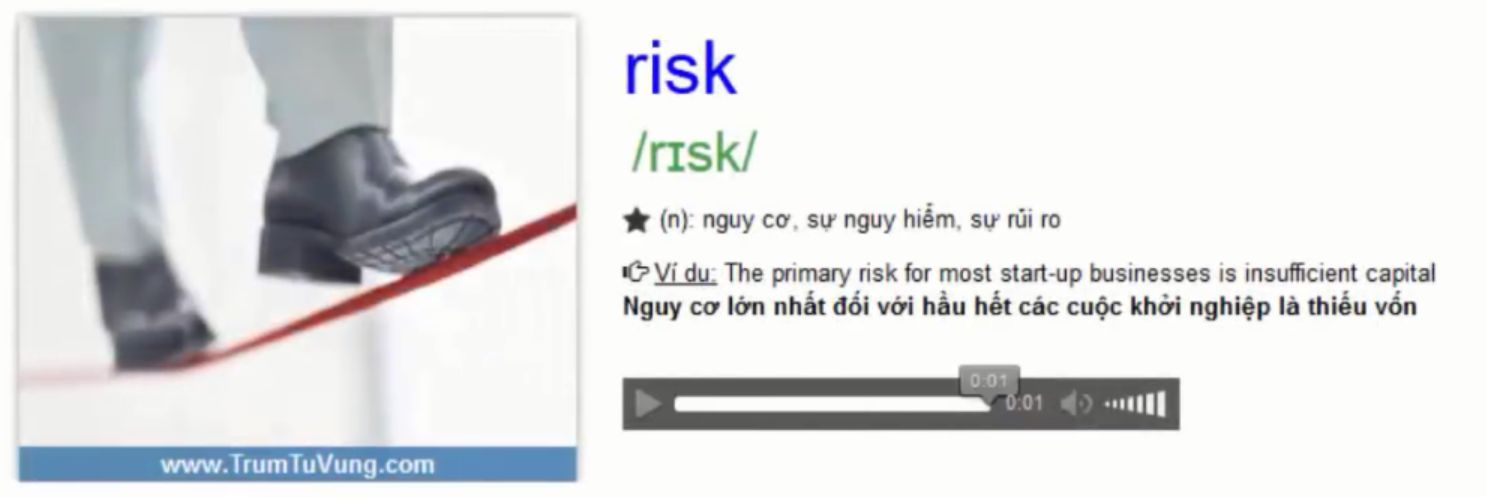 risk
/rɪsk/
★ (n): nguy cơ, sự nguy hiểm, sự rủi ro
Ví du: The primary risk for most start-up businesses is insufficient capital
Nguy cơ lớn nhất đối với hầu hết các cuộc khởi nghiệp là thiếu vốn
0:01
0:01
www.TrumTuVung.com